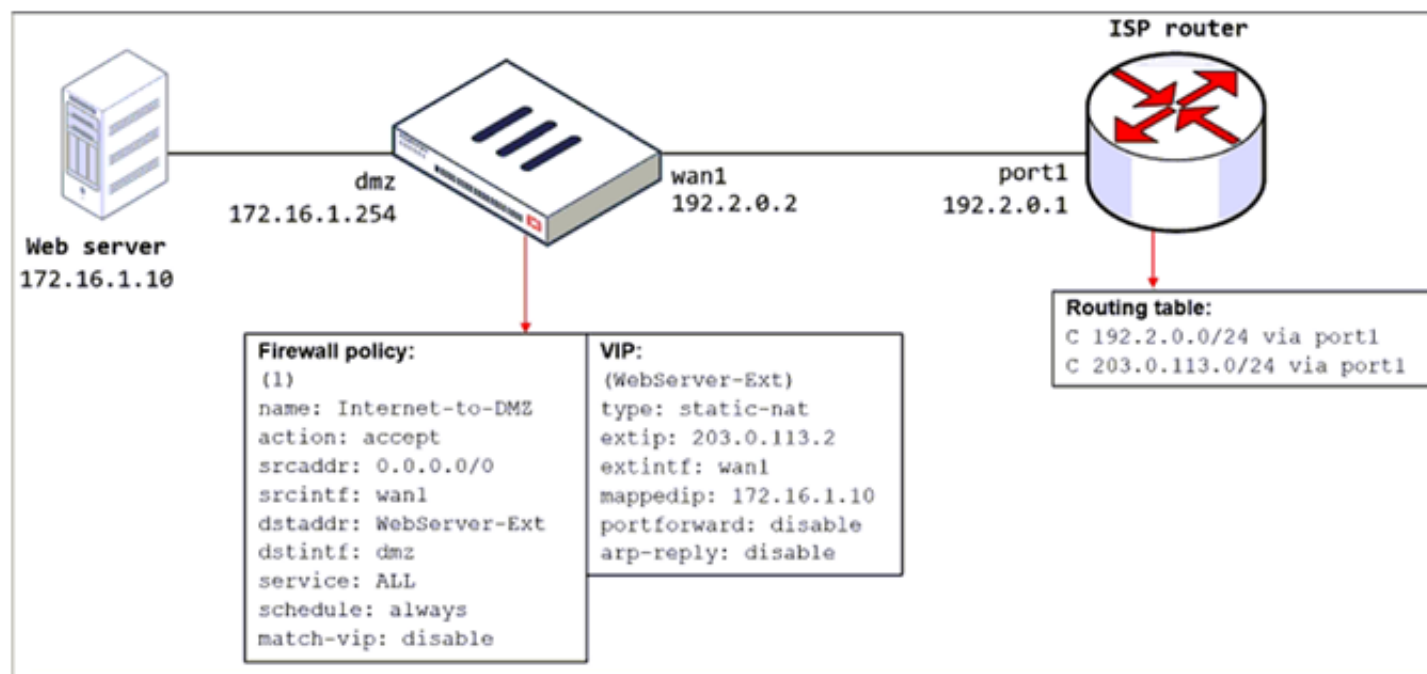 ISP router
dmz
172.16.1.254
wan1
192.2.0.2
port1
192.2.0.1
Web server
172.16.1.10
Routing table:
C 192.2.0.0/24 via port1
C 203.0.113.0/24 via port1
Firewall policy:
(1)
name: Internet-to-DMZ
action: accept
srcaddr: 0.0.0.0/0
srcintf: wan1
dstaddr: WebServer-Ext
dstintf: dmz
service: ALL
schedule: always
match-vip: disable
VIP:
(WebServer-Ext)
type: static-nat
extip: 203.0.113.2
extintf: wan1
mappedip: 172.16.1.10
portforward: disable
arp-reply: disable